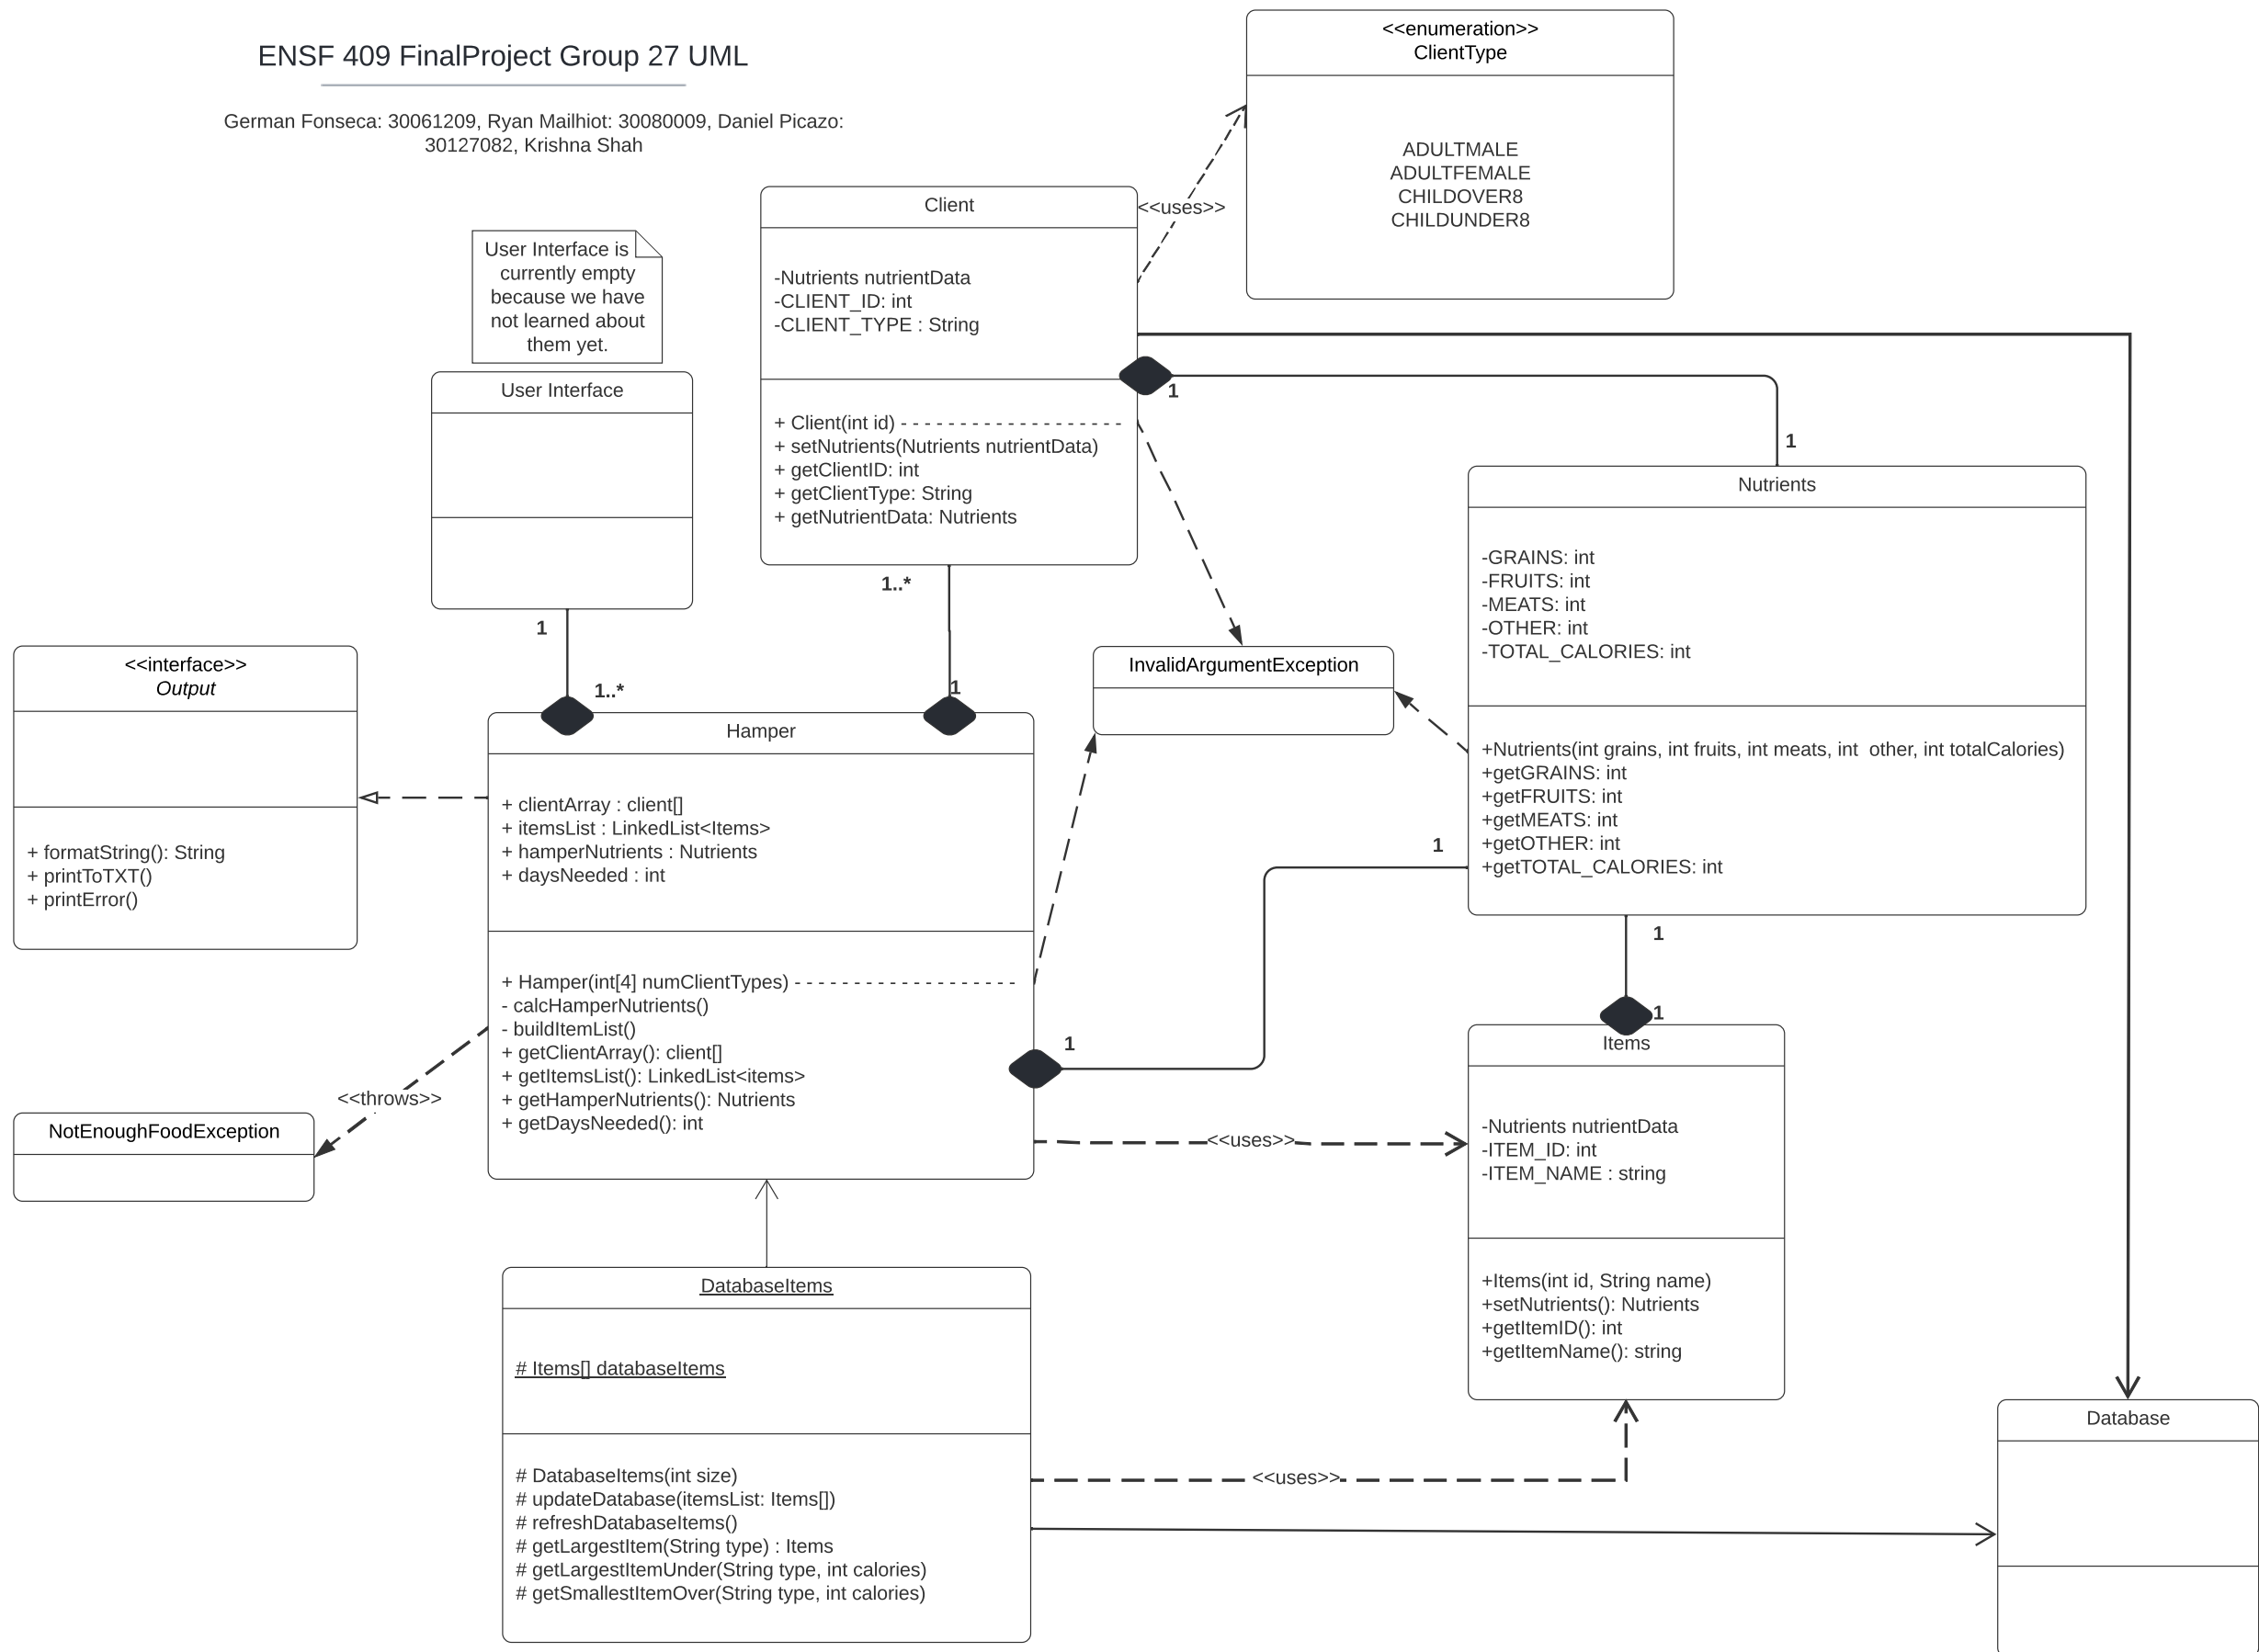 ENSF 409 FinalProject Group 27 UML
German Fonseca: 30061209, Ryan Mailhiot: 30080009, Daniel Picazo:
30127082, Krishna Shah
<<enumeration>>
ClientType
ADULTMALE
ADULTFEMALE
CHILDOVER8
CHILDUNDER8
<<uses>>
Client
-Nutrients nutrientData
-CLIENT_ID: int
-CLIENT_TYPE : String
+ Client(int id)
+ setNutrients(Nutrients nutrientData)
+ getClientID: int
+ getClientType: String
+ getNutrientData: Nutrients
1
1
1..*
1
User Interface is
currently empty
because we have
not learned about
them yet.
User Interface
1
1..*
<<interface>>
Output
+ formatString(): String
+ printToTXT()
+ printError()
InvalidArgumentException
Nutrients
-GRAINS: int
-FRUITS: int
-MEATS: int
-OTHER: int
-TOTAL_CALORIES: int
+Nutrients(int grains, int fruits, int meats, int  other, int totalCalories)
+getGRAINS: int
+getFRUITS: int
+getMEATS: int
+getOTHER: int
+getTOTAL_CALORIES: int
1
1
1
1
Hamper
+ clientArray : client[]
+ itemsList : LinkedList<Items>
+ hamperNutrients : Nutrients
+ daysNeeded : int
+ Hamper(int[4] numClientTypes)
- calcHamperNutrients()
- buildItemList()
+ getClientArray(): client[]
+ getItemsList(): LinkedList<items>
+ getHamperNutrients(): Nutrients
+ getDaysNeeded(): int
<<throws>>
NotEnoughFoodException
<<uses>>
Items
-Nutrients nutrientData
-ITEM_ID: int
-ITEM_NAME : string
+Items(int id, String name)
+setNutrients(): Nutrients
+getItemID(): int
+getItemName(): string
DatabaseItems
# Items[] databaseItems
# DatabaseItems(int size)
# updateDatabase(itemsList: Items[])
# refreshDatabaseItems()
# getLargestItem(String type) : Items
# getLargestItemUnder(String type, int calories)
# getSmallestItemOver(String type, int calories)
<<uses>>
Database